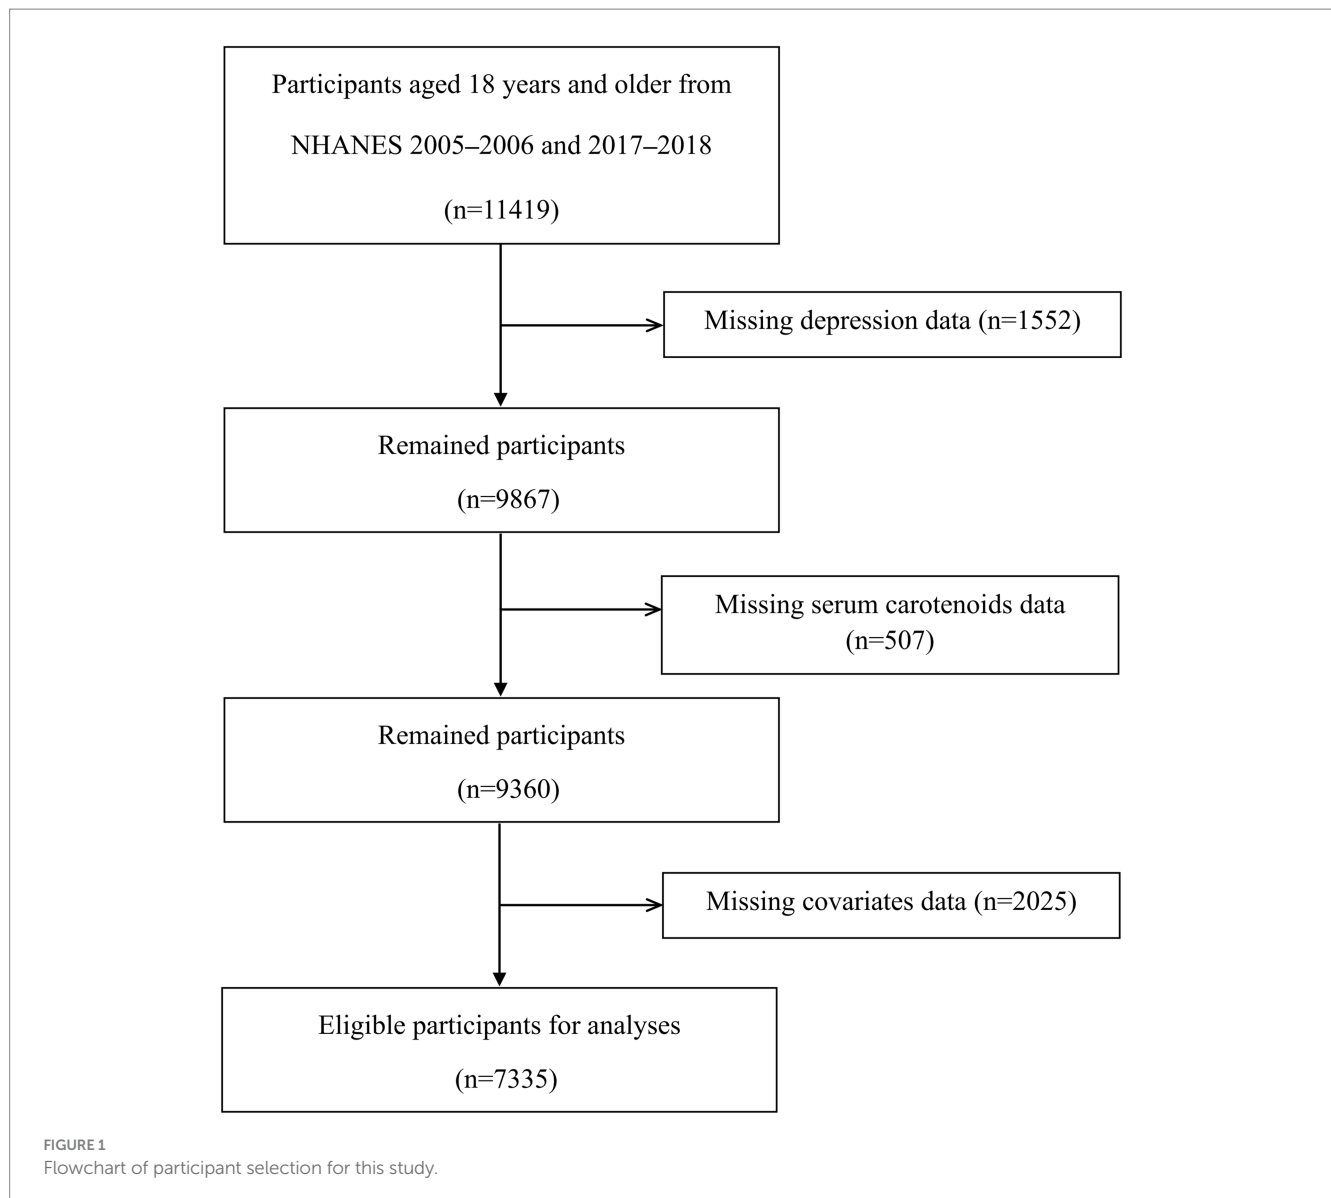 Participants aged 18 years and older from
NHANES 2005–2006 and 2017–2018
(n=11419)
Missing depression data (n=1552)
Remained participants
(n=9867)
Missing serum carotenoids data
(n=507)
Remained participants
(n=9360)
Missing covariates data (n=2025)
Eligible participants for analyses
(n=7335)
FIGURE 1
Flowchart of participant selection for this study.